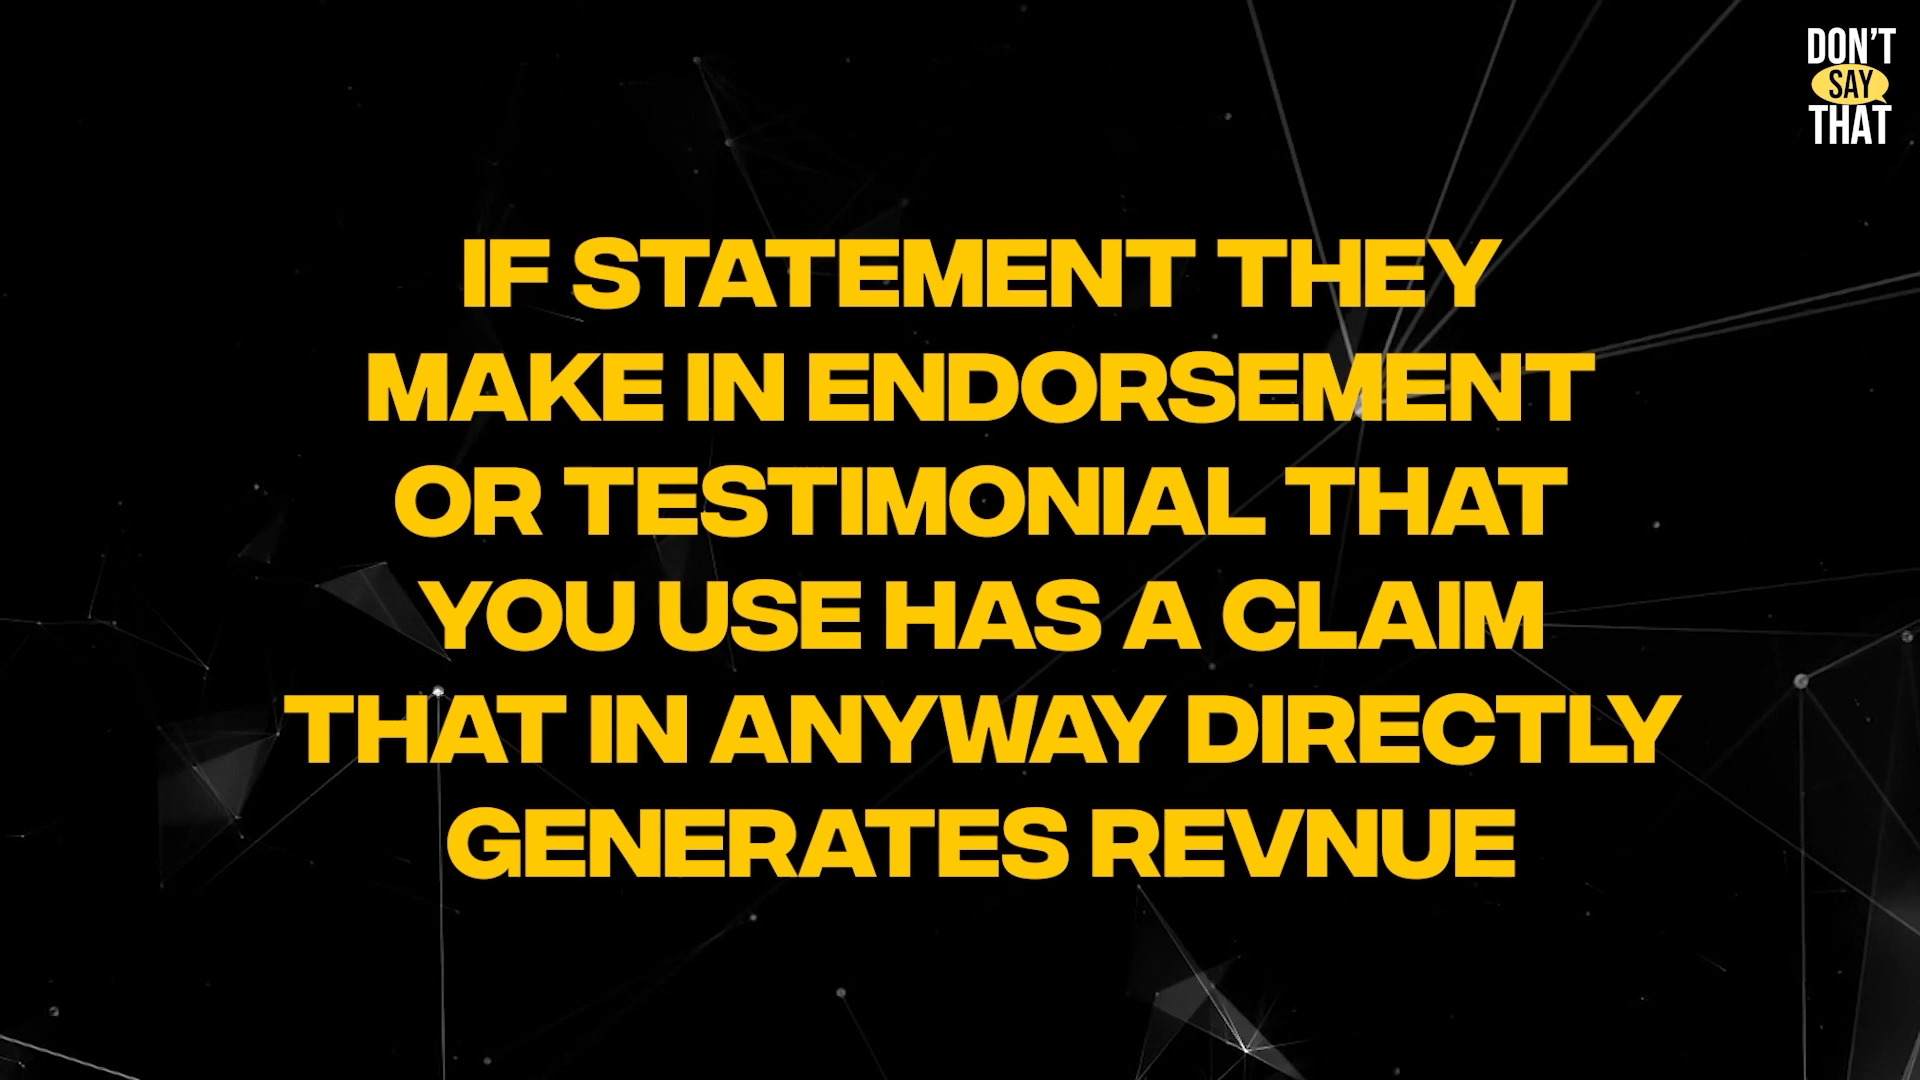 DON'T
SAY
THAT
IF STATEMENT THEY
MAKE IN ENDORSEMENT
OR TESTIMONIAL THAT
YOU USE HAS A CLAIM
THAT IN ANYWAY DIRECTLY
GENERATES REVNUE